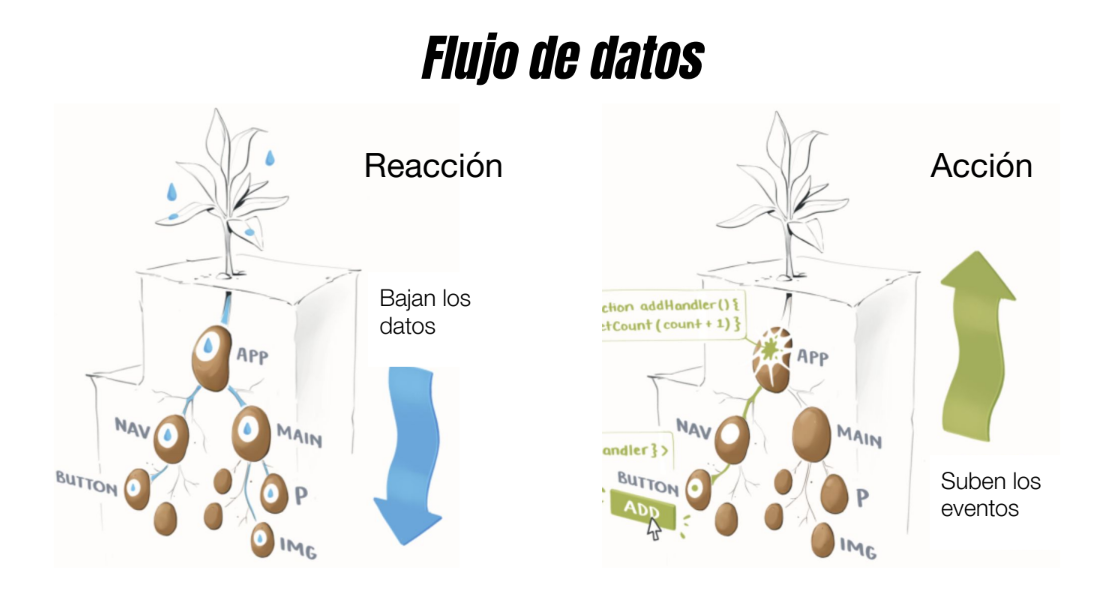 Flujo de datos
Reacción
Bajan los
datos
APP
NAV
MAIN
BUTTON
P
IMG
Acción
ction addHandler(){
etCount(count + 1)}
APP
NAV
MAIN
andler}>
BUTTON
ADD
P
IMG
Suben los
eventos